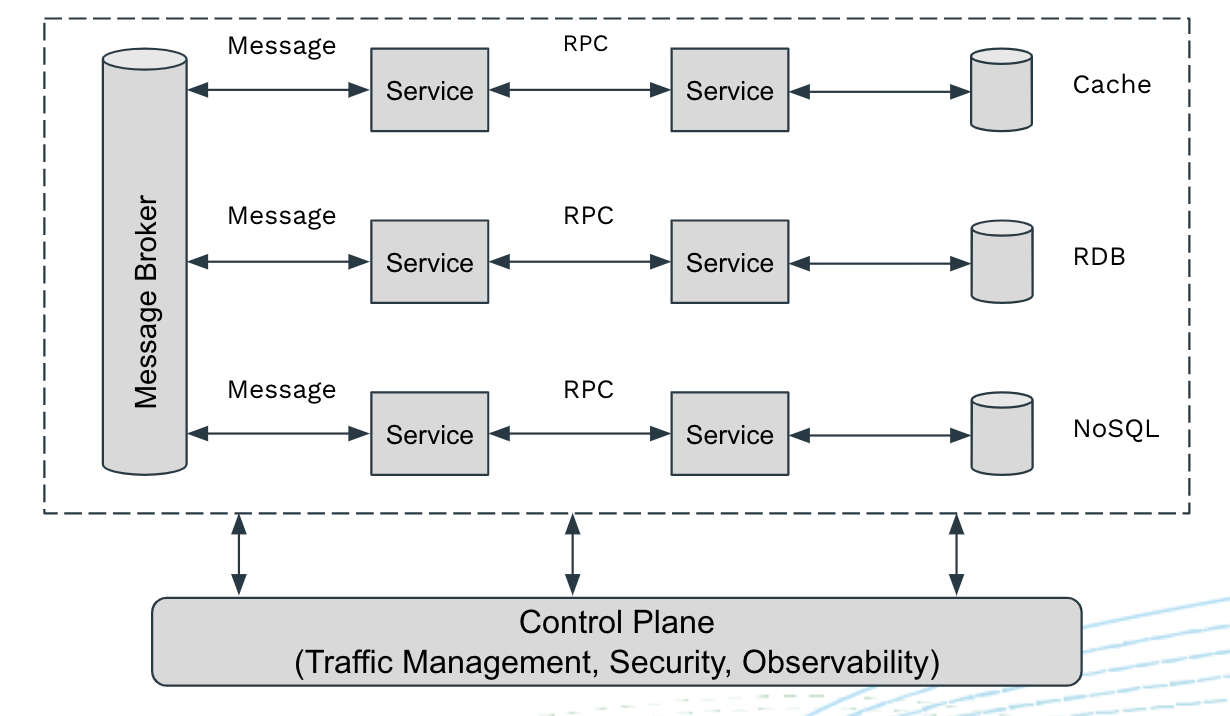 Message
RPC
Service
Service
Cache
Message Broker
Message
RPC
Service
Service
RDB
Message
RPC
Service
Service
NoSQL
Control Plane
(Traffic Management, Security, Observability)